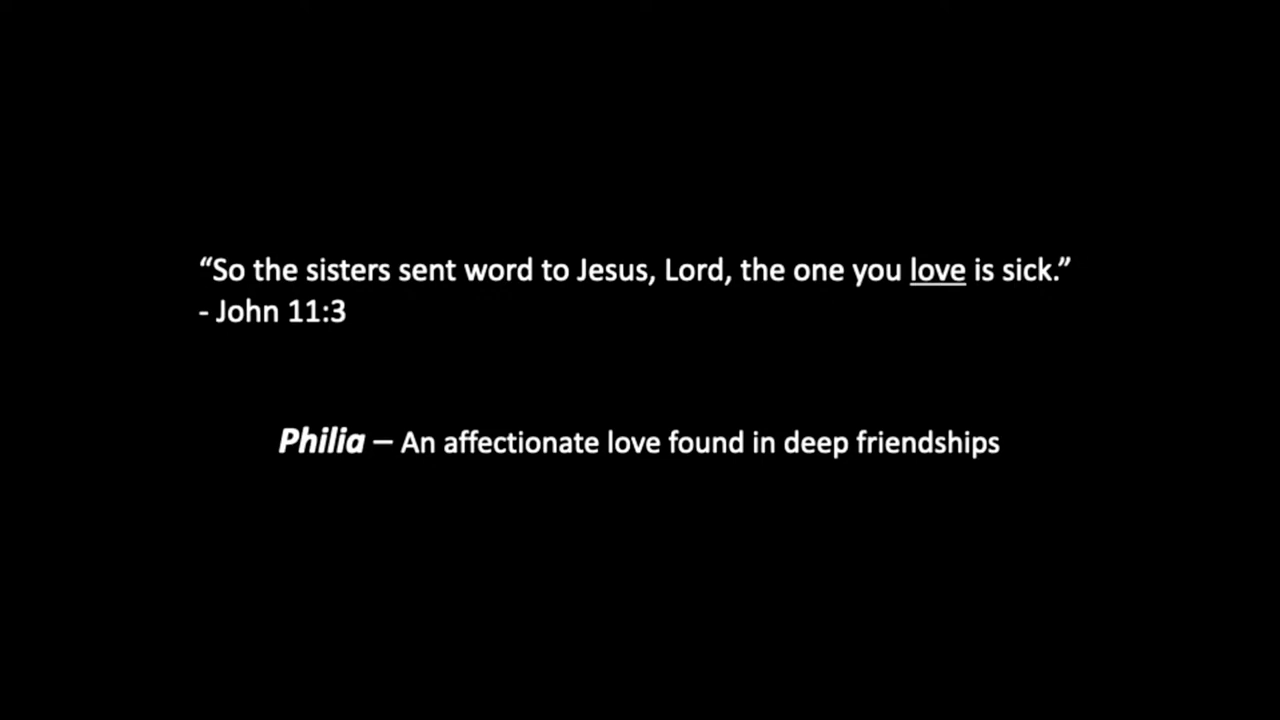 “So the sisters sent word to Jesus, Lord, the one you love is sick.”
- John 11:3
Philia – An affectionate love found in deep friendships